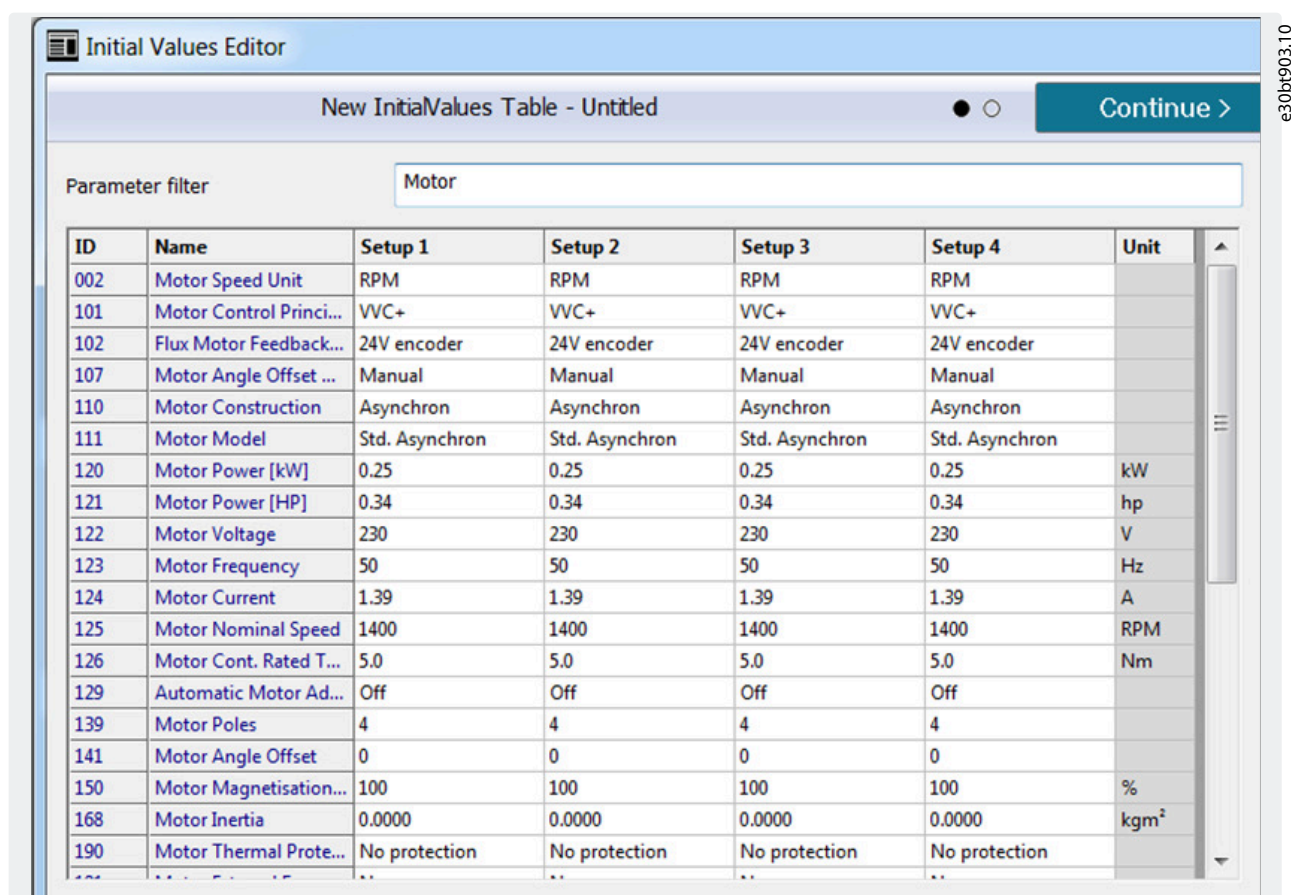 Initial Values Editor
e30bt903.10
New InitialValues Table - Untitled
Continue >
Parameter filter Motor
ID Name Setup 1 Setup 2 Setup 3 Setup 4 Unit
002 Motor Speed Unit RPM RPM RPM RPM
101 Motor Control Princi... VVC+ VVC+ VVC+ VVC+
102 Flux Motor Feedback... 24V encoder 24V encoder 24V encoder 24V encoder
107 Motor Angle Offset ... Manual Manual Manual Manual
110 Motor Construction Asynchron Asynchron Asynchron Asynchron
111 Motor Model Std. Asynchron Std. Asynchron Std. Asynchron Std. Asynchron
120 Motor Power [kW] 0.25 0.25 0.25 0.25 kW
121 Motor Power [HP] 0.34 0.34 0.34 0.34 hp
122 Motor Voltage 230 230 230 230 V
123 Motor Frequency 50 50 50 50 Hz
124 Motor Current 1.39 1.39 1.39 1.39 A
125 Motor Nominal Speed 1400 1400 1400 1400 RPM
126 Motor Cont. Rated T... 5.0 5.0 5.0 5.0 Nm
129 Automatic Motor Ad... Off Off Off Off
139 Motor Poles 4 4 4 4
141 Motor Angle Offset 0 0 0 0
150 Motor Magnetisation... 100 100 100 100 %
168 Motor Inertia 0.0000 0.0000 0.0000 0.0000 kgm²
190 Motor Thermal Prote... No protection No protection No protection No protection